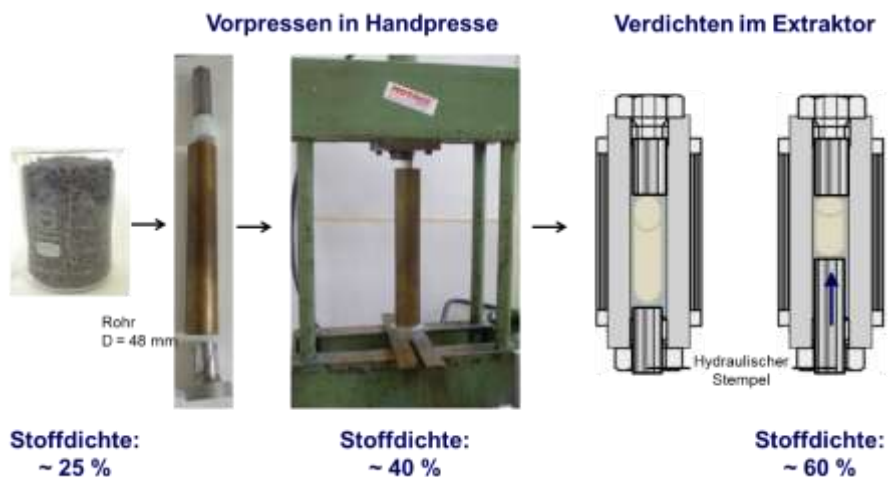 Vorpressen in Handpresse
Verdichten im Extraktor
Rohr
D = 48 mm
Hydraulischer
Stempel
Stoffdichte:
~ 25 %
Stoffdichte:
~ 40 %
Stoffdichte:
~ 60 %